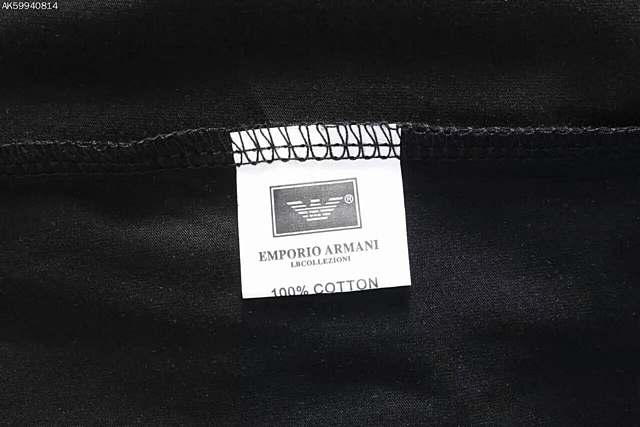 AK59940814
®
EMPORIO ARMANI
LBCOLLEZIONI
100% COTTON